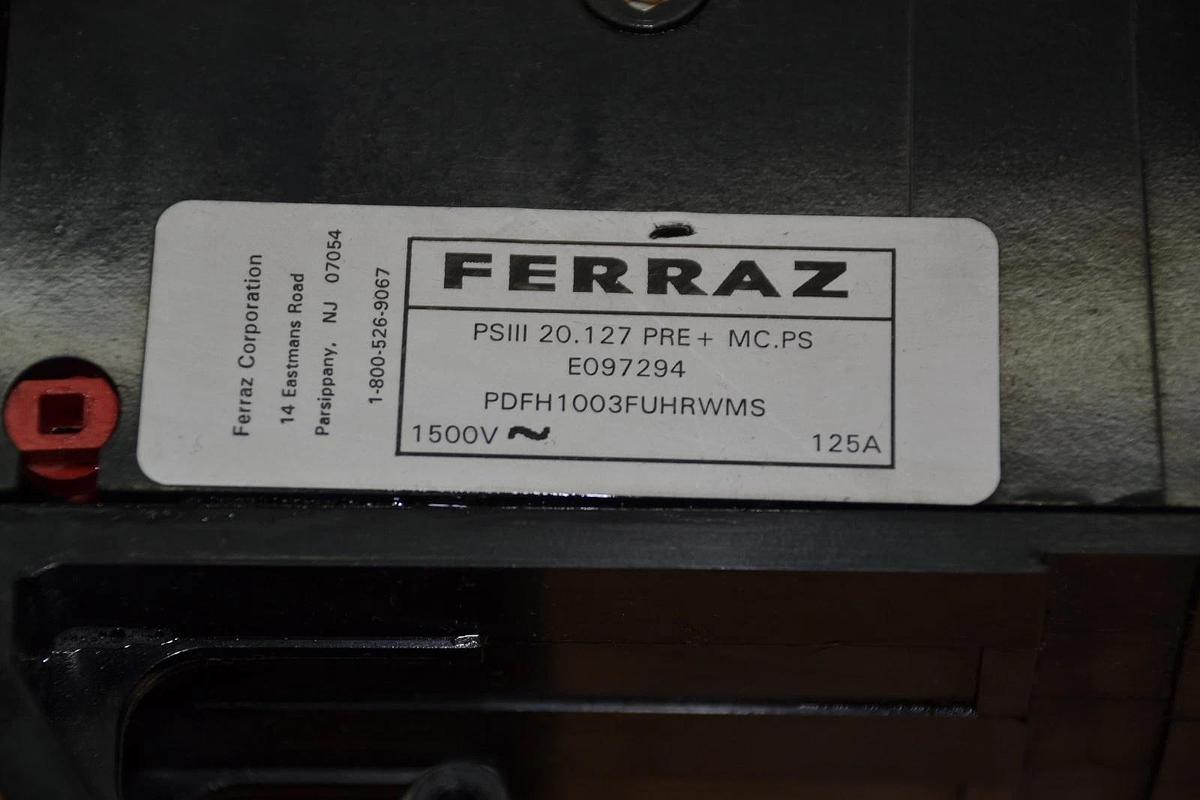 Ferraz Corporation
14 Eastmans Road
Parsippany, NJ 07054
1-800-526-9067
FERRAZ
PSIII 20.127 PRE+ MC.PS
E097294
PDFH1003FUHRWMS
1500V ~ 125A